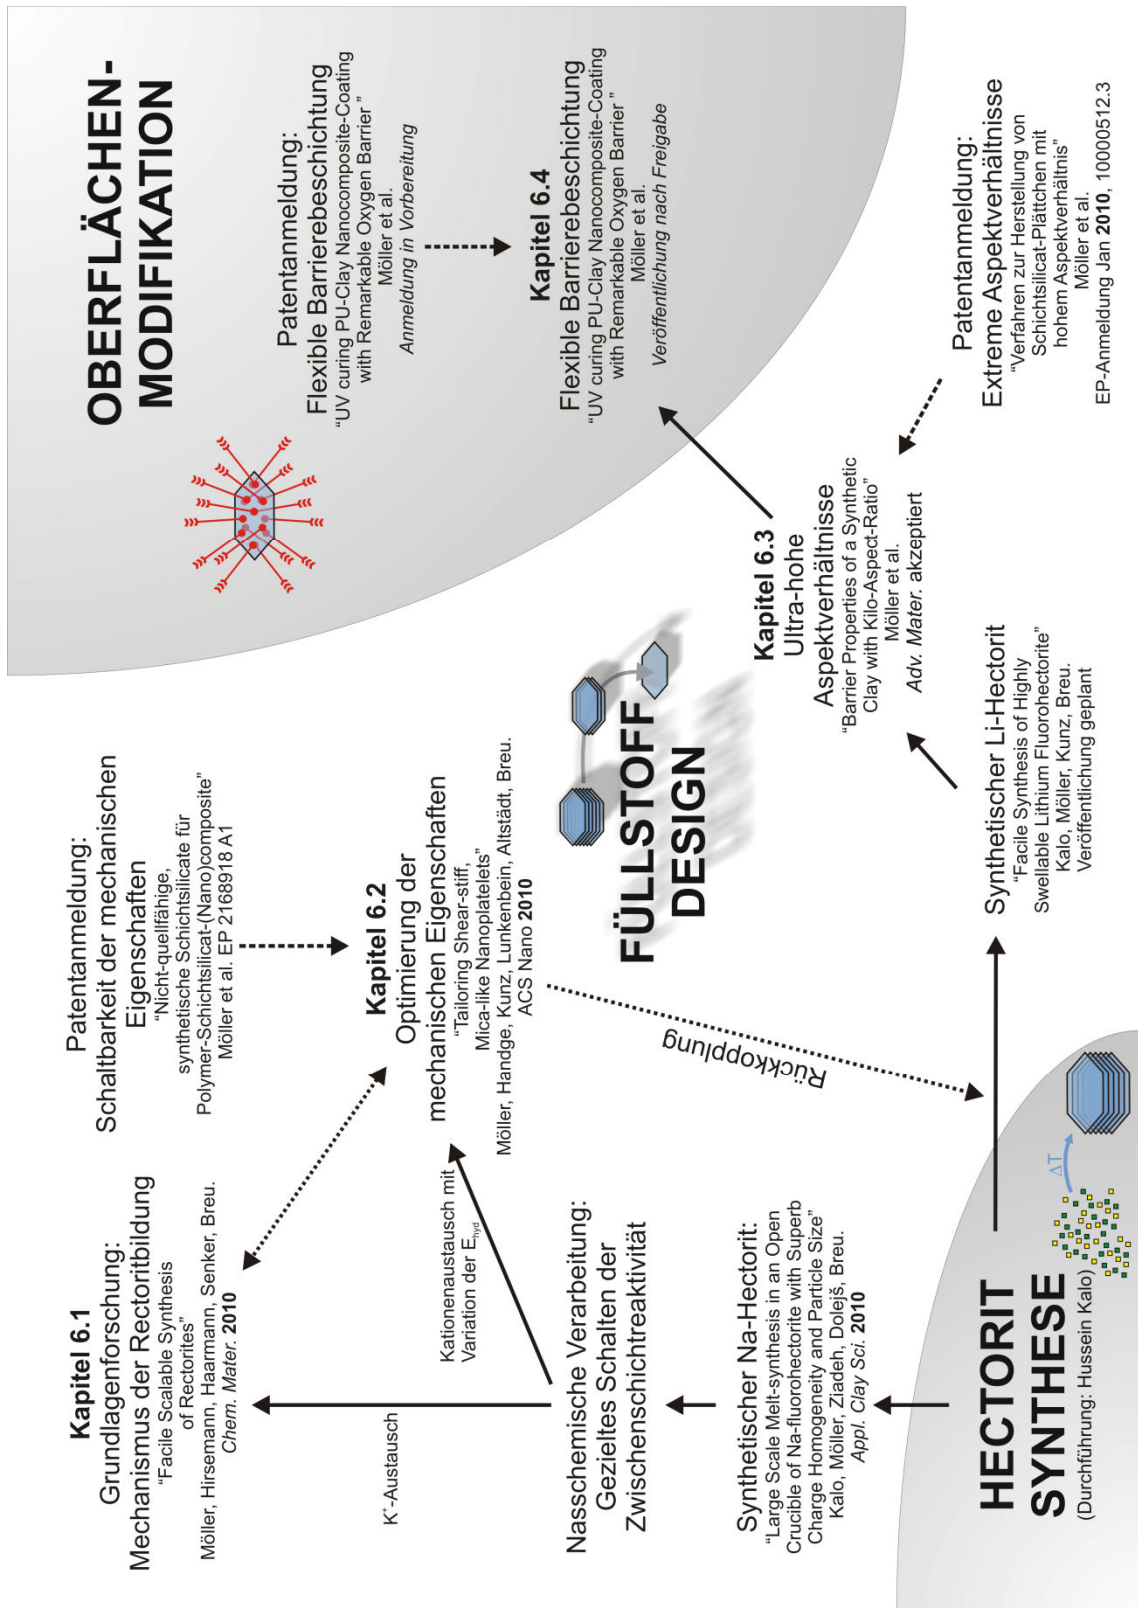 Kapitel 6.1
Grundlagenforschung:
Mechanismus der Rectoritbildung
“Facile Scalable Synthesis
of Rectorites”
Möller, Hirsemann, Haarmann, Senker, Breu.
Chem. Mater. 2010
Patentanmeldung:
Schaltbarkeit der mechanischen
Eigenschaften
“Nicht-quellfähige,
synthetische Schichtsilicate für
Polymer-Schichtsilicat-(Nano)composite”
Möller et al. EP 2168918 A1
OBERFLÄCHEN-
MODIFIKATION
Patentanmeldung:
Flexible Barrierebeschichtung
“UV curing PU-Clay Nanocomposite-Coating
with Remarkable Oxygen Barrier ”
Möller et al.
Anmeldung in Vorbereitung
K⁺-Austausch
Kationenaustausch mit
Variation der E_hyd
Kapitel 6.2
Optimierung der
mechanischen Eigenschaften
“Tailoring Shear-stiff,
Mica-like Nanoplatelets”
Möller, Handge, Kunz, Lunkenbein, Altstädt, Breu.
ACS Nano 2010
Kapitel 6.4
Flexible Barrierebeschichtung
“UV curing PU-Clay Nanocomposite-Coating
with Remarkable Oxygen Barrier ”
Möller et al.
Veröffentlichung nach Freigabe
Nasschemische Verarbeitung:
Gezieltes Schalten der
Zwischenschichtreaktivität
Rückkopplung
FÜLLSTOFF
DESIGN
Kapitel 6.3
Ultra-hohe
Aspektverhältnisse
“Barrier Properties of a Synthetic
Clay with Kilo-Aspect-Ratio”
Möller et al.
Adv. Mater. akzeptiert
Synthetischer Na-Hectorit:
“Large Scale Melt-synthesis in an Open
Crucible of Na-fluorohectorite with Superb
Charge Homogeneity and Particle Size”
Kalo, Möller, Ziadeh, Dolejš, Breu.
Appl. Clay Sci. 2010
Synthetischer Li-Hectorit
“Facile Synthesis of Highly
Swellable Lithium Fluorohectorite”
Kalo, Möller, Kunz, Breu.
Veröffentlichung geplant
Patentanmeldung:
Extreme Aspektverhältnisse
“Verfahren zur Herstellung von
Schichtsilicat-Plättchen mit
hohem Aspektverhältnis”
Möller et al.
EP-Anmeldung Jan 2010, 10000512.3
HECTORIT
SYNTHESE
(Durchführung: Hussein Kalo)
ΔT